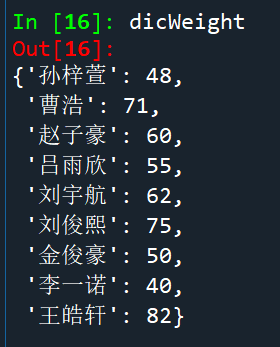 In [16]: dicWeight
Out[16]:
{'孙梓萱': 48,
'曹浩': 71,
'赵子豪': 60,
'吕雨欣': 55,
'刘宇航': 62,
'刘俊熙': 75,
'金俊豪': 50,
'李一诺': 40,
'王皓轩': 82}